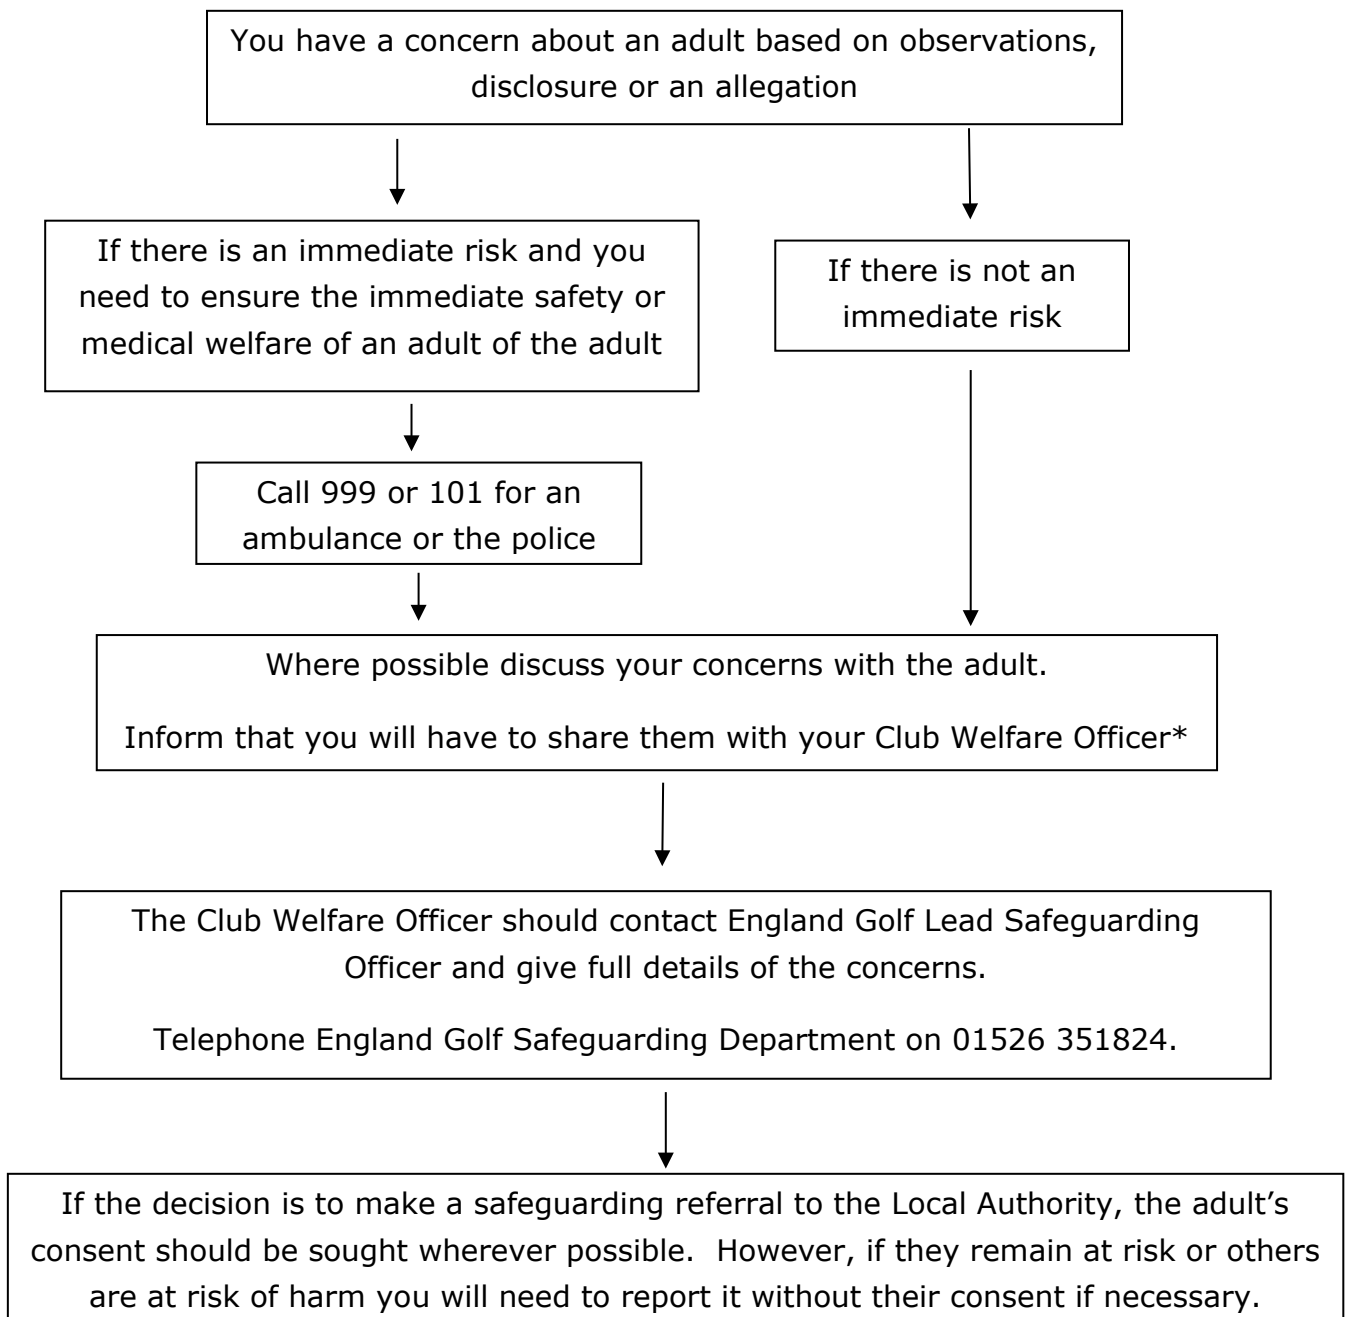 You have a concern about an adult based on observations,
disclosure or an allegation
If there is an immediate risk and you
need to ensure the immediate safety or
medical welfare of an adult of the adult
If there is not an
immediate risk
Call 999 or 101 for an
ambulance or the police
Where possible discuss your concerns with the adult.
Inform that you will have to share them with your Club Welfare Officer*
The Club Welfare Officer should contact England Golf Lead Safeguarding
Officer and give full details of the concerns.
Telephone England Golf Safeguarding Department on 01526 351824.
If the decision is to make a safeguarding referral to the Local Authority, the adult’s
consent should be sought wherever possible.  However, if they remain at risk or others
are at risk of harm you will need to report it without their consent if necessary.